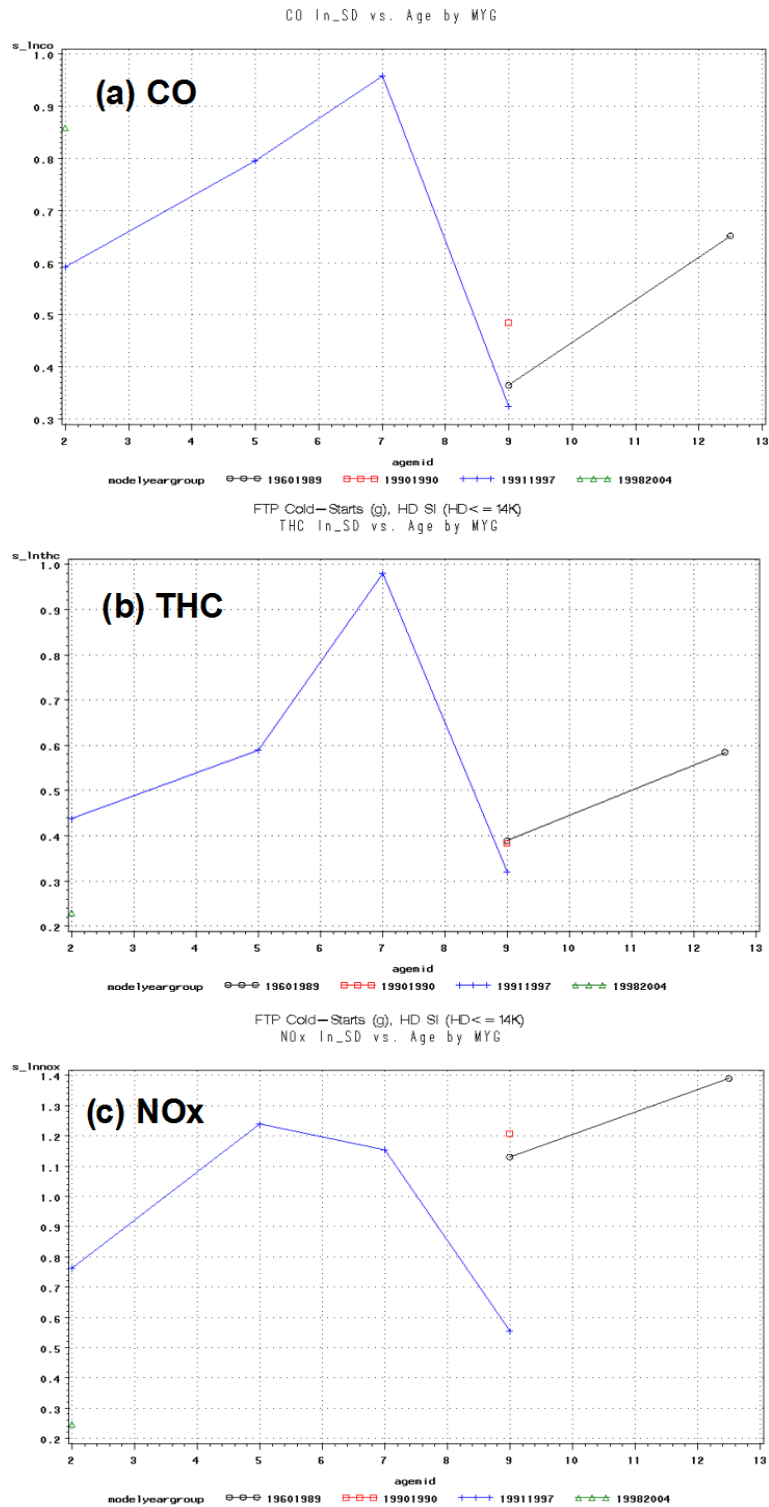 CO ln_SD vs. Age by MYG
s_lnco
1.0
(a) CO
0.9
0.8
0.7
0.6
0.5
0.4
0.3
2 3 4 5 6 7 8 9 10 11 12 13
agemid
modelyeargroup 19601989 19901990 19911997 19982004
FTP Cold-Starts (g), HD SI (HD<=14K)
THC ln_SD vs. Age by MYG
s_lnthc
1.0
(b) THC
0.9
0.8
0.7
0.6
0.5
0.4
0.3
0.2
2 3 4 5 6 7 8 9 10 11 12 13
agemid
modelyeargroup 19601989 19901990 19911997 19982004
FTP Cold-Starts (g), HD SI (HD<=14K)
NOx ln_SD vs. Age by MYG
s_lnnox
1.4
(c) NOx
1.3
1.2
1.1
1.0
0.9
0.8
0.7
0.6
0.5
0.4
0.3
0.2
2 3 4 5 6 7 8 9 10 11 12 13
agemid
modelyeargroup 19601989 19901990 19911997 19982004